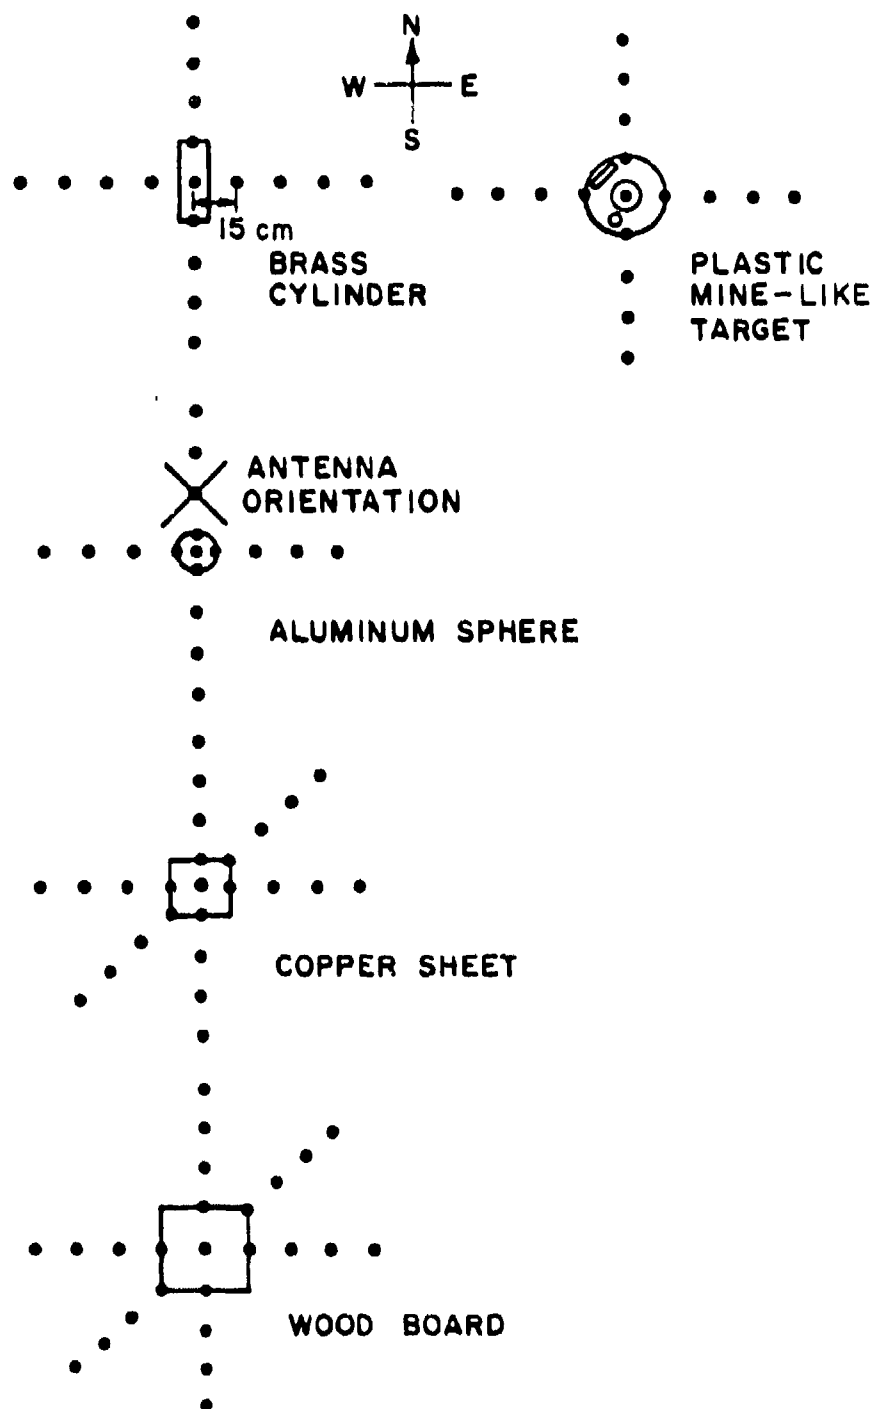 N
W E
S
15 cm
BRASS
CYLINDER
PLASTIC
MINE-LIKE
TARGET
ANTENNA
ORIENTATION
ALUMINUM SPHERE
COPPER SHEET
WOOD BOARD